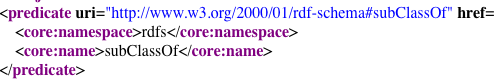 <predicate uri="http://www.w3.org/2000/01/rdf-schema#subClassOf" href=
<core:namespace>rdfs</core:namespace>
<core:name>subClassOf</core:name>
</predicate>